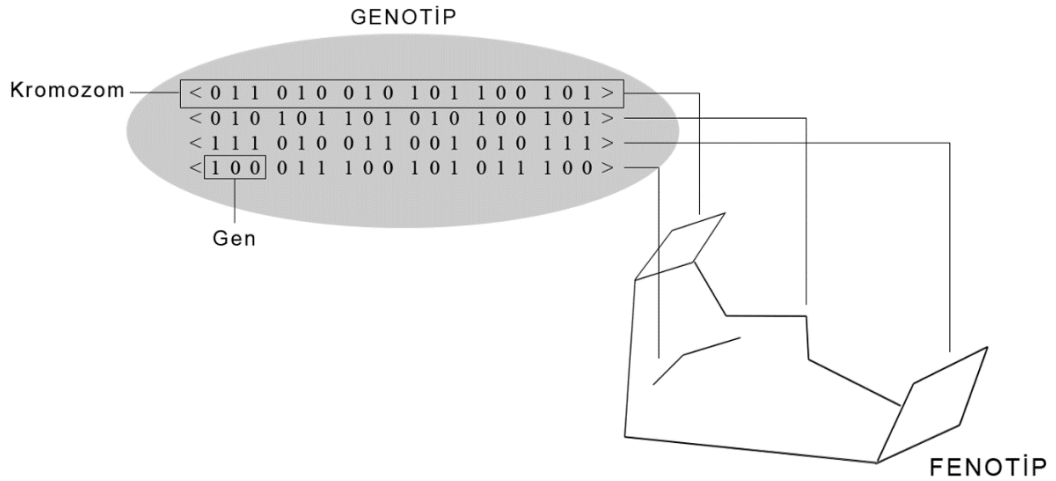 GENOTİP
Kromozom
< 0 1 1 0 1 0 0 1 0 1 0 1 1 0 0 1 0 1 >
< 0 1 0 1 0 1 1 0 1 0 1 0 1 0 0 1 0 1 >
< 1 1 1 0 1 0 0 1 1 0 0 1 0 1 0 1 1 1 >
< 1 0 0 0 1 1 1 0 0 1 0 1 0 1 1 1 0 0 >
Gen
FENOTİP